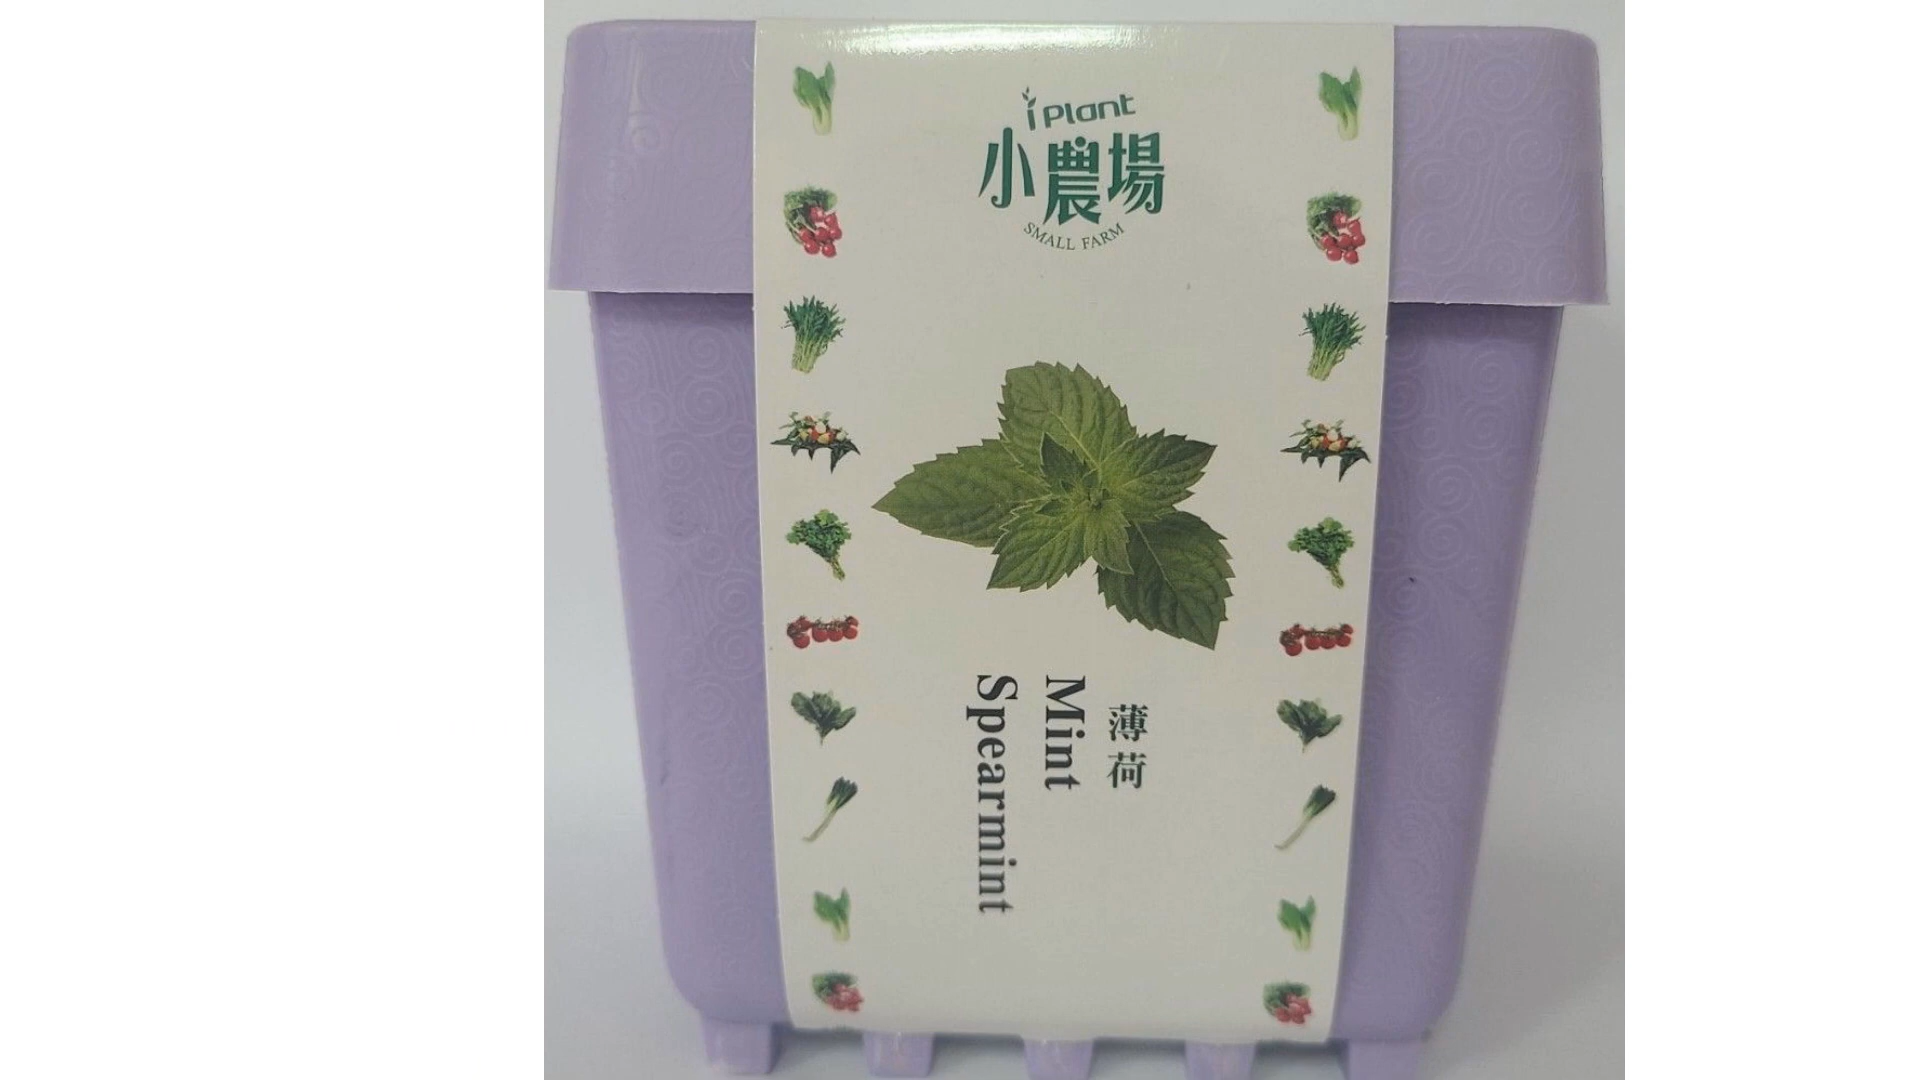 iPlant
小農場
SMALL FARM
薄荷
Mint
Spearmint